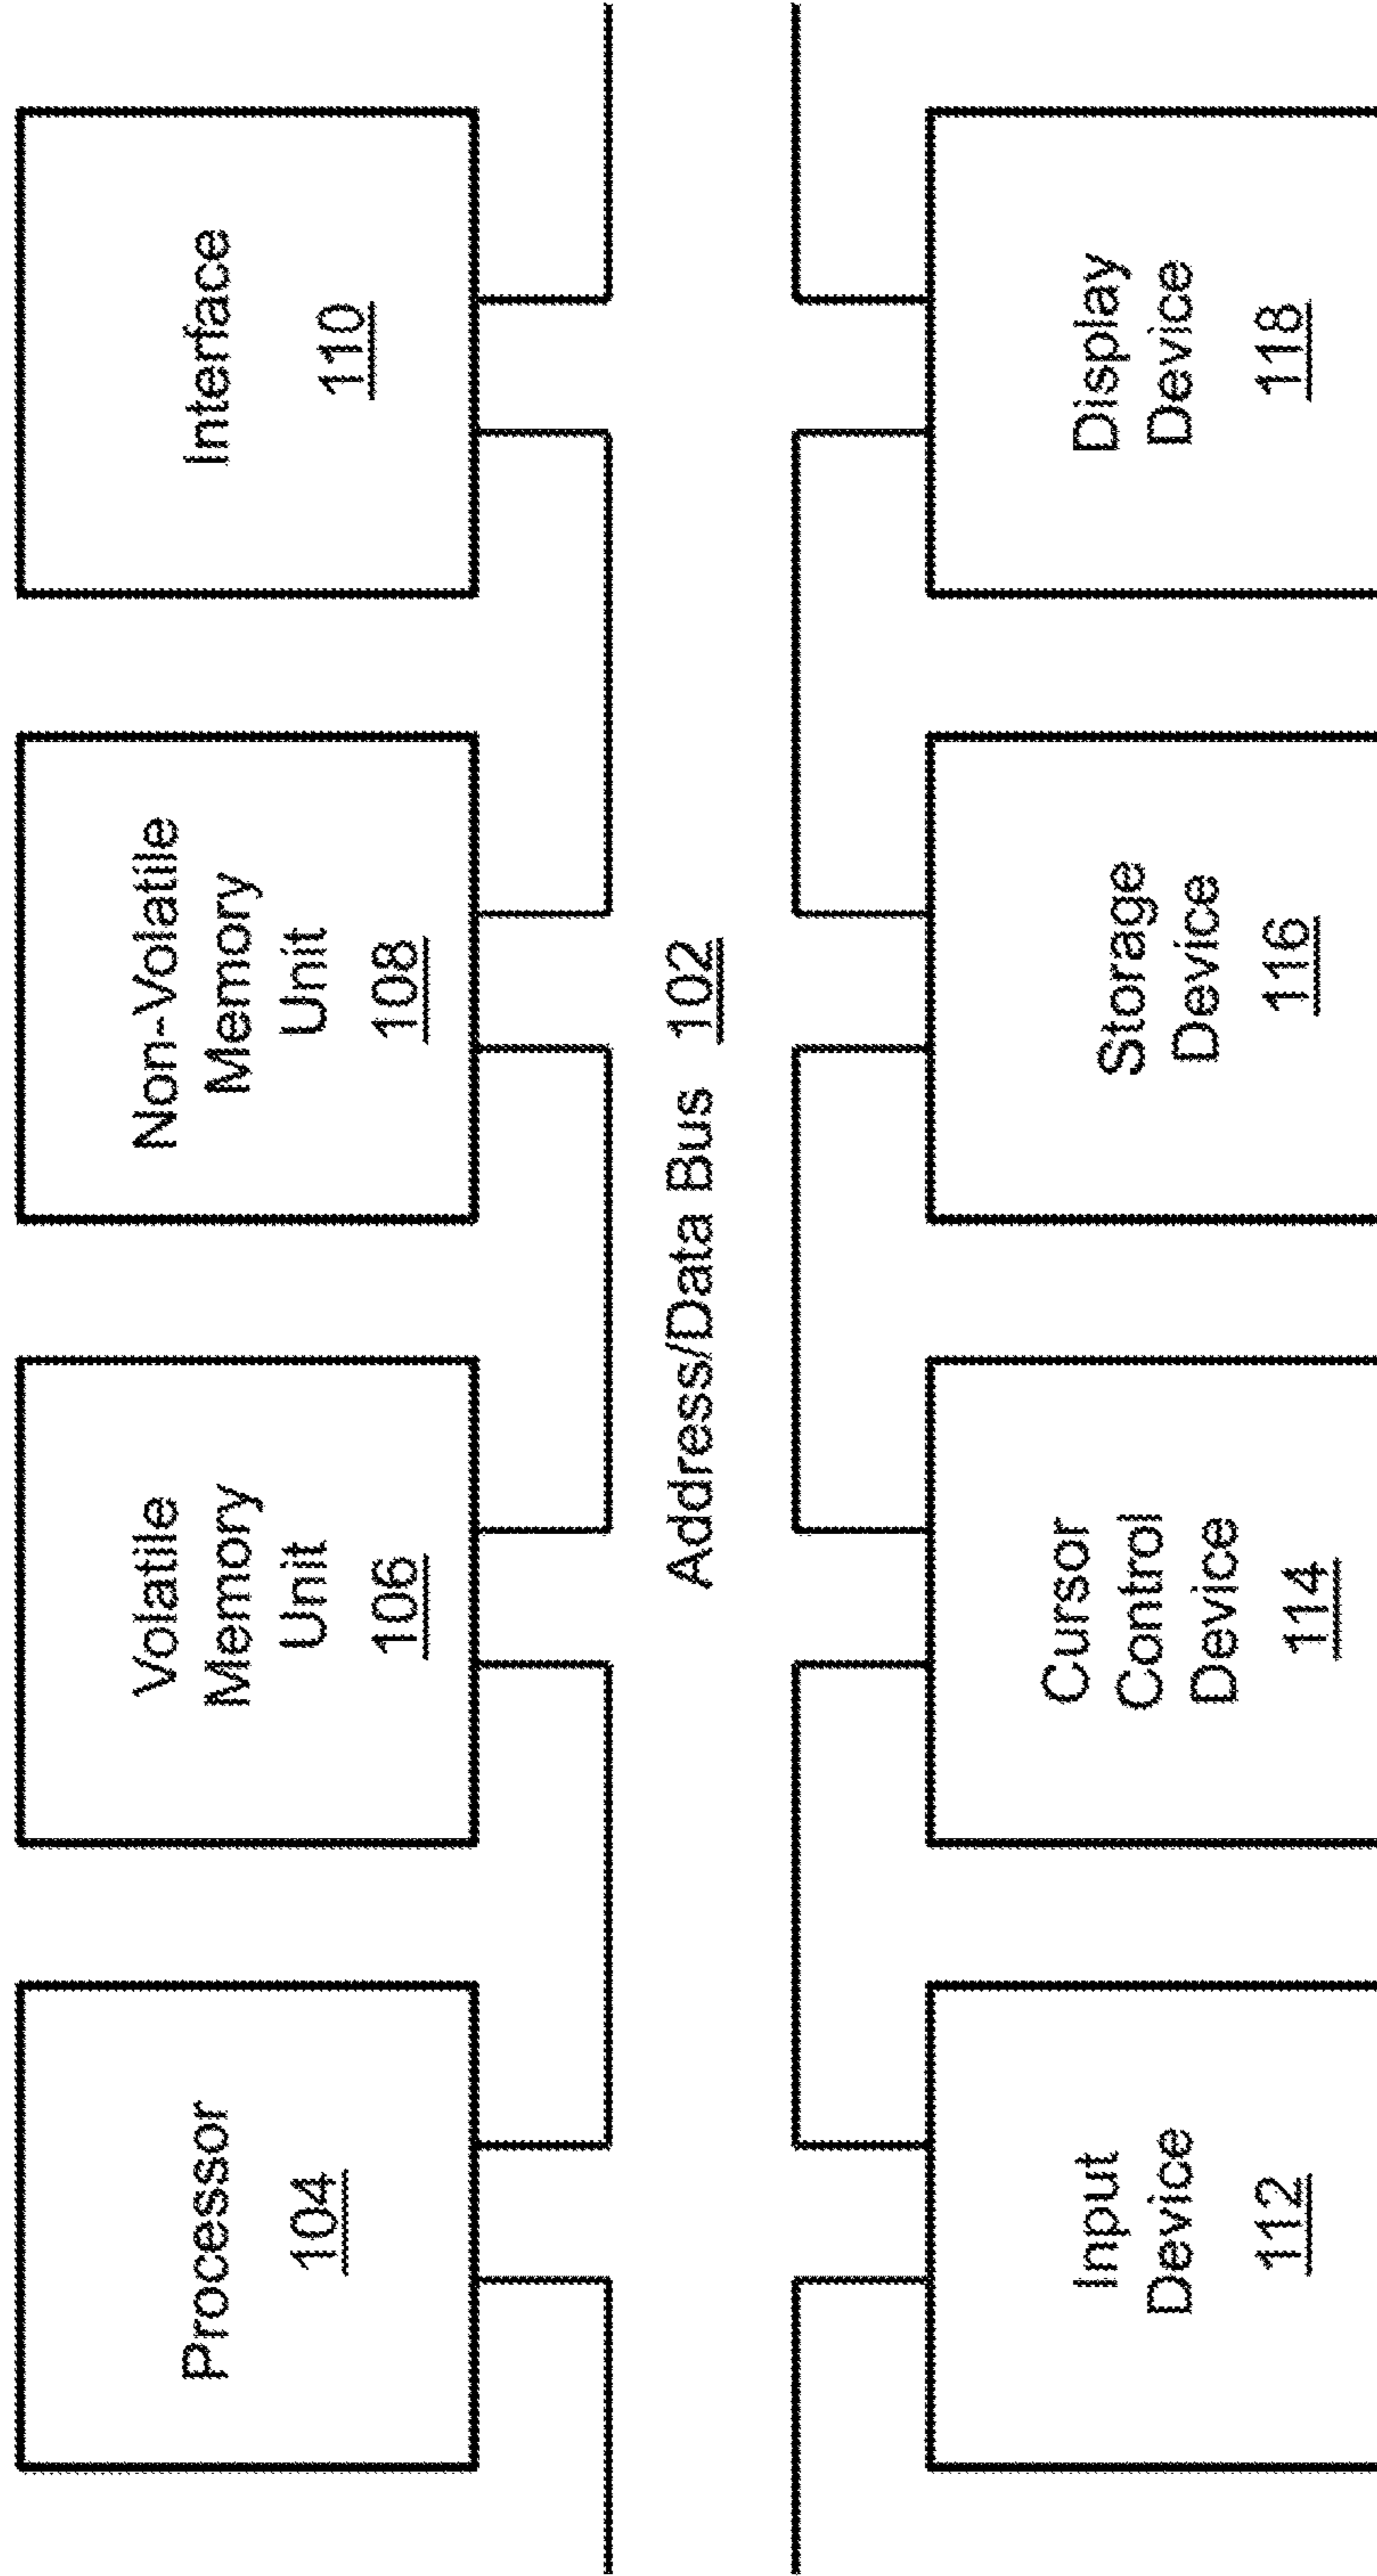 Processor
104
Volatile
Memory
Unit
106
Non-Volatile
Memory
Unit
108
Interface
110
Address/Data Bus 102
Input
Device
112
Cursor
Control
Device
114
Storage
Device
116
Display
Device
118